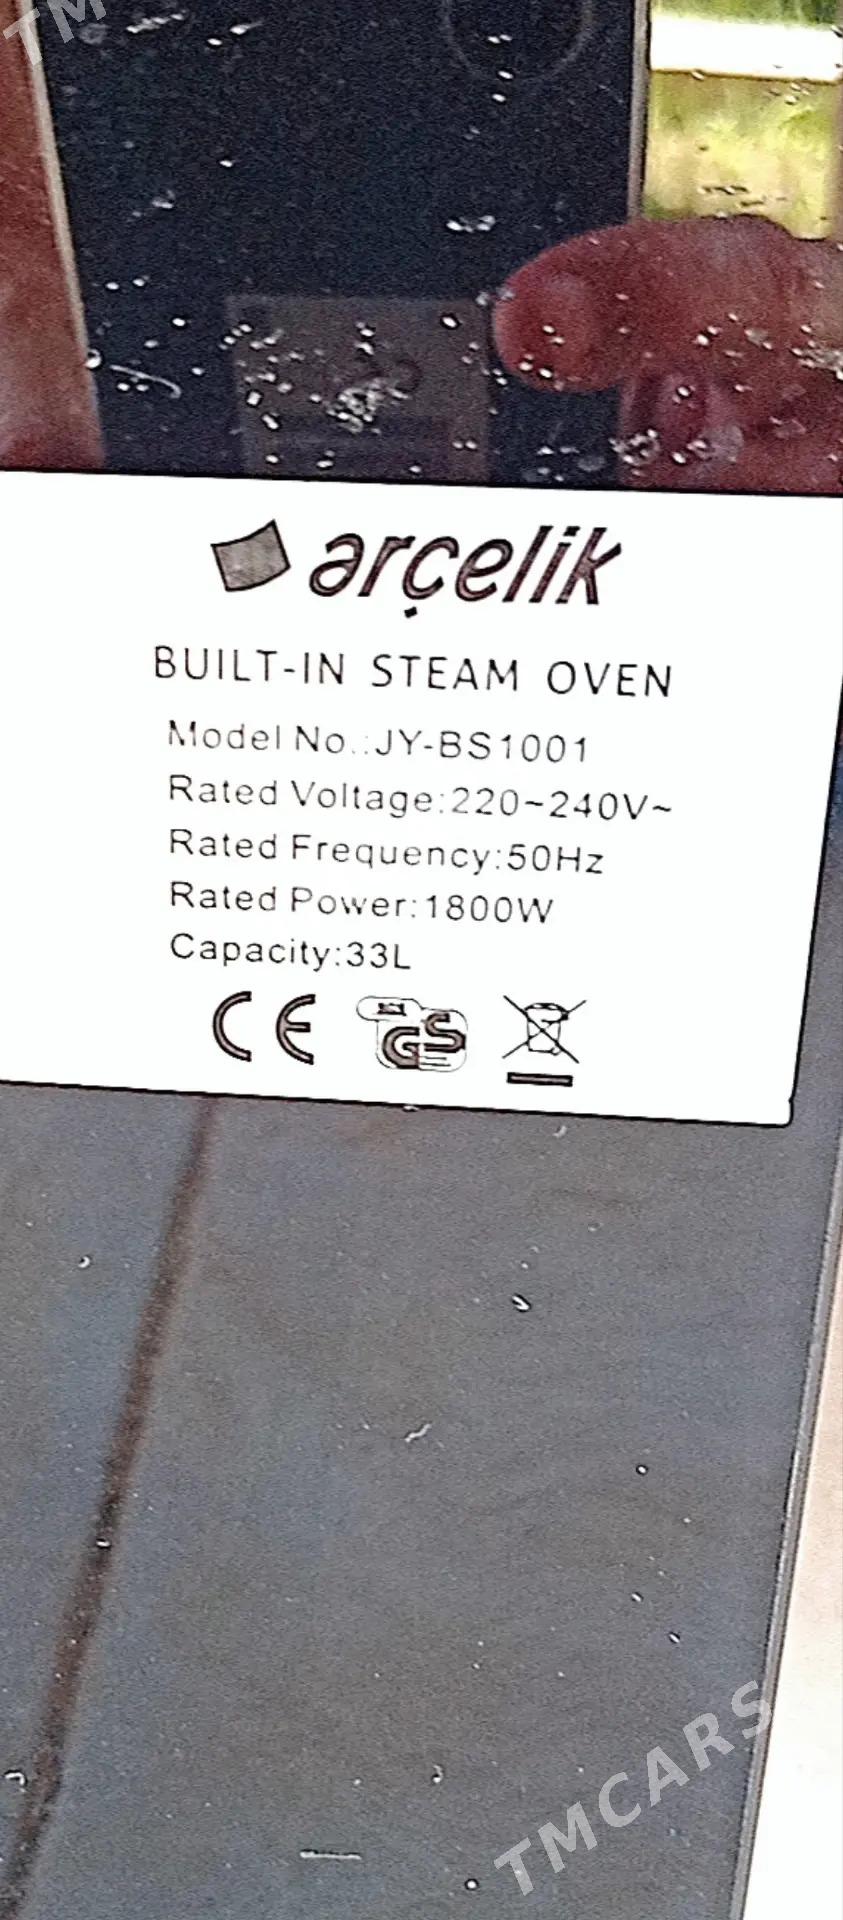 TM
arçelik
BUILT-IN STEAM OVEN
Model No.:JY-BS1001
Rated Voltage:220~240V~
Rated Frequency:50Hz
Rated Power:1800W
Capacity:33L
CE GS
TMCARS